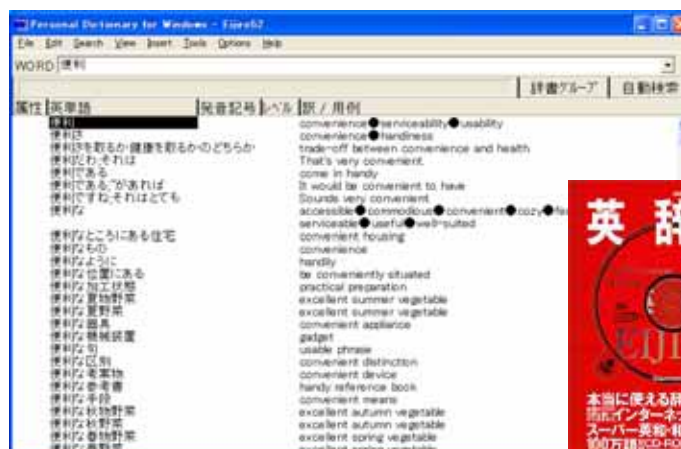 Personal Dictionary for Windows - Eijiro52
File Edit Search View Insert Tools Options Help
WORD 便利
辞書グループ 自動検索
属性 英単語 発音記号 レベル 訳 / 用例
便利 convenience●serviceability●usability
便利さ convenience●handiness
便利さを取るか健康を取るかのどちらか trade-off between convenience and health
便利だわ、それは That's very convenient.
便利である come in handy
便利である、"があれば It would be convenient to have
便利ですね、それはとても Sounds very convenient
便利な accessible●commodious●convenient●cozy●
serviceable●useful●well-suited
便利なところにある住宅 convenient housing
便利なもの convenience
便利なように handily
便利な位置にある be conveniently situated
便利な加工状態 practical preparation
便利な夏物野菜 excellent summer vegetable
便利な夏野菜 excellent summer vegetable
便利な器具 convenient appliance
便利な機械装置 gadget
便利な句 usable phrase
便利な区別 convenient distinction
便利な考案物 convenient device
便利な参考書 handy reference book
便利な手段 convenient means
便利な秋物野菜 excellent autumn vegetable
便利な秋野菜 excellent autumn vegetable
便利な春物野菜 excellent spring vegetable
便利な春野菜 excellent spring vegetable
英辞
EIJI
本当に使える辞
インターネッ
スーパー英和・和
100万語 CD-RO